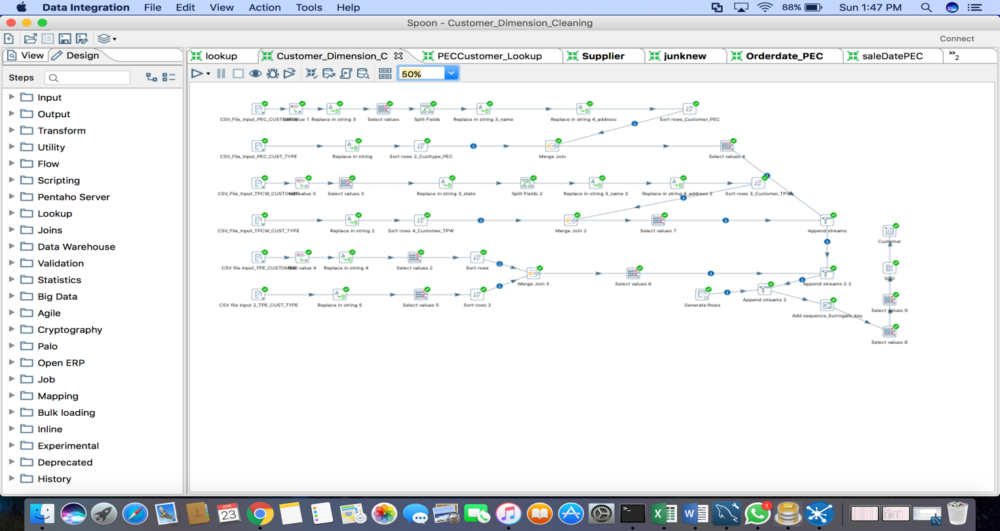 Data Integration File Edit View Action Tools Help 88% Sun 1:47 PM
Spoon - Customer_Dimension_Cleaning
Connect
View Design
lookup Customer_Dimension_C PECCustomer_Lookup Supplier junknew Orderdate_PEC saleDatePEC »2
Steps
50%
Input
Output
Transform
Utility
Flow
Scripting
Pentaho Server
Lookup
Joins
Data Warehouse
Validation
Statistics
Big Data
Agile
Cryptography
Palo
Open ERP
Job
Mapping
Bulk loading
Inline
Experimental
Deprecated
History
CSV_File_Input_PEC_CUSTOMER value 1 Replace in string 3 Select values Split Fields Replace in string 3_name Replace in string 4_address Sort rows_Customer_PEC
CSV_File_Input_PEC_CUST_TYPE Replace in string Sort rows 2_Custtype_PEC Merge Join Select values 4
CSV_File_Input_TPCW_CUSTOMER value 3 Select values 3 Replace in string 3_state Split Fields 2 Replace in string 3_name 2 Replace in string 4_address 2 Sort rows 3_Customer_TPW
CSV_File_Input_TPCW_CUST_TYPE Replace in string 2 Sort rows 4_Customer_TPW Merge Join 2 Select values 7 Append streams
Customer
CSV file input_TPE_CUSTOMER value 4 Replace in string 4 Select values 2 Sort rows
Merge Join 3 Select values 6 Append streams 2 2
CSV file input 2_TPE_CUST_TYPE Replace in string 5 Select values 5 Sort rows 2 Generate Rows Append streams 2
Select values 9
Add sequence_Surrogate_key
Select values 8
APR
23
1